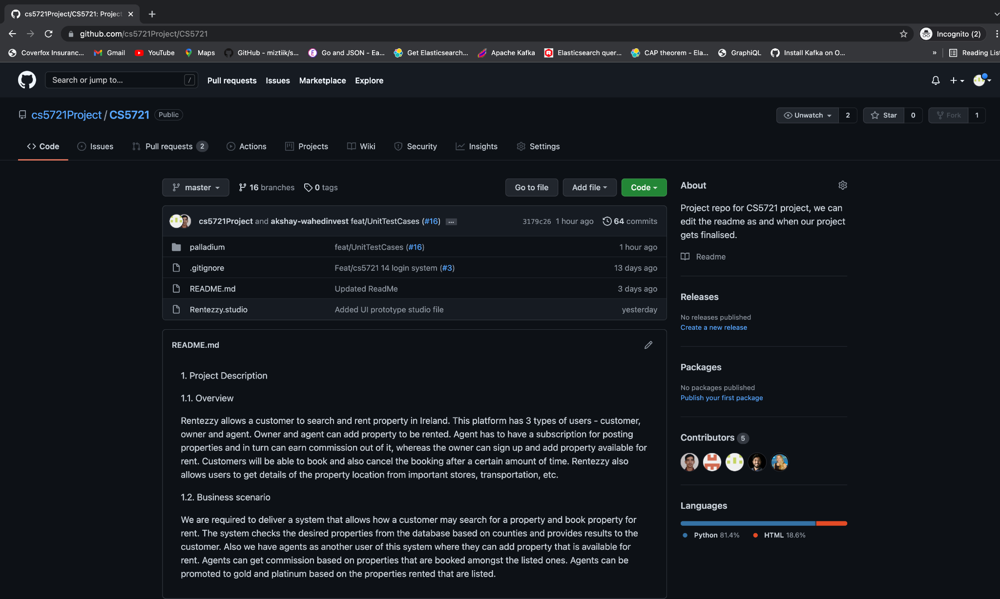 cs5721Project/CS5721: Project
github.com/cs5721Project/CS5721
Incognito (2)
Coverfox Insuranc... Gmail YouTube Maps GitHub - miztiik/s... Go and JSON - Ea... Get Elasticsearch... Apache Kafka Elasticsearch quer... CAP theorem - Ela... GraphiQL Install Kafka on O... » Reading List
Search or jump to... / Pull requests Issues Marketplace Explore
cs5721Project / CS5721 Public
Unwatch 2 Star 0 Fork 1
Code Issues Pull requests 2 Actions Projects Wiki Security Insights Settings
master 16 branches 0 tags Go to file Add file Code
cs5721Project and akshay-wahedinvest feat/UnitTestCases (#16) ... 3179c26 1 hour ago 64 commits
palladium feat/UnitTestCases (#16) 1 hour ago
.gitignore Feat/cs5721 14 login system (#3) 13 days ago
README.md Updated ReadMe 3 days ago
Rentezzy.studio Added UI prototype studio file yesterday
README.md
1. Project Description
1.1. Overview
Rentezzy allows a customer to search and rent property in Ireland. This platform has 3 types of users - customer,
owner and agent. Owner and agent can add property to be rented. Agent has to have a subscription for posting
properties and in turn can earn commission out of it, whereas the owner can sign up and add property available for
rent. Customers will be able to book and also cancel the booking after a certain amount of time. Rentezzy also
allows users to get details of the property location from important stores, transportation, etc.
1.2. Business scenario
We are required to deliver a system that allows how a customer may search for a property and book property for
rent. The system checks the desired properties from the database based on counties and provides results to the
customer. Also we have agents as another user of this system where they can add property that is available for
rent. Agents can get commission based on properties that are booked amongst the listed ones. Agents can be
promoted to gold and platinum based on the properties rented that are listed.
About
Project repo for CS5721 project, we can
edit the readme as and when our project
gets finalised.
Readme
Releases
No releases published
Create a new release
Packages
No packages published
Publish your first package
Contributors 5
Languages
Python 81.4% HTML 18.6%